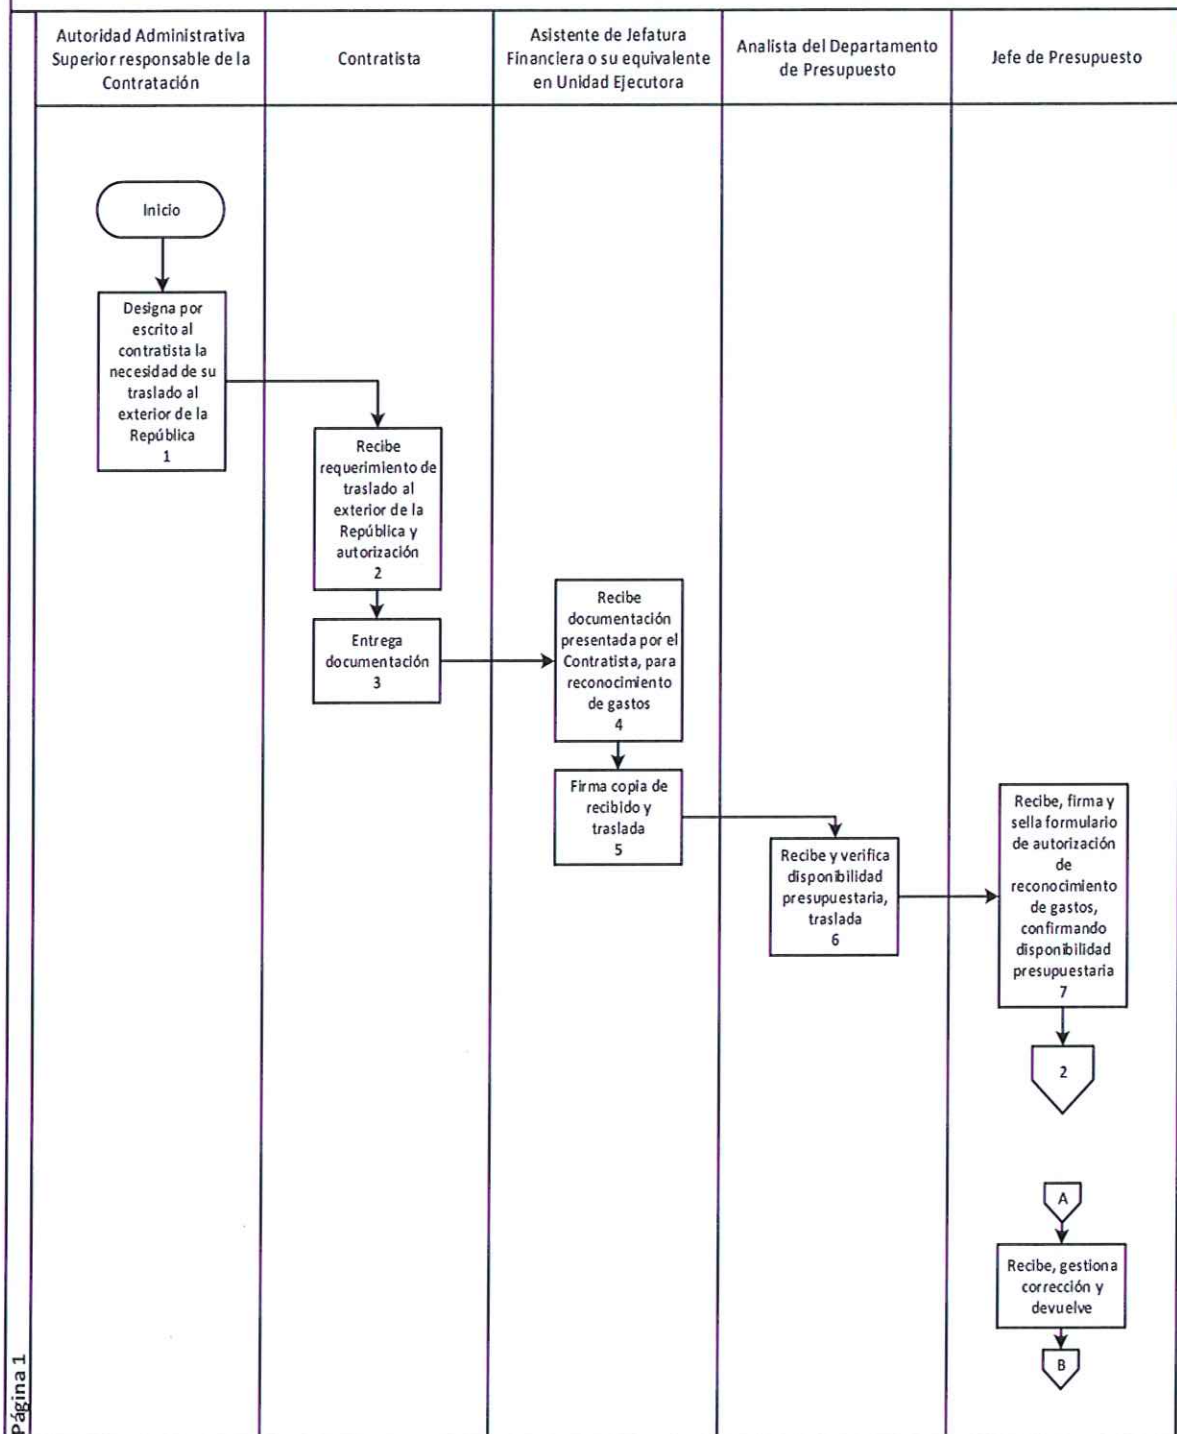 Autoridad Administrativa
Superior responsable de la
Contratación
Contratista
Asistente de Jefatura
Financiera o su equivalente
en Unidad Ejecutora
Analista del Departamento
de Presupuesto
Jefe de Presupuesto
Inicio
Designa por
escrito al
contratista la
necesidad de su
traslado al
exterior de la
República
1
Recibe
requerimiento de
traslado al
exterior de la
República y
autorización
2
Entrega
documentación
3
Recibe
documentación
presentada por el
Contratista, para
reconocimiento
de gastos
4
Firma copia de
recibido y
traslada
5
Recibe y verifica
disponibilidad
presupuestaria,
traslada
6
Recibe, firma y
sella formulario
de autorización
de
reconocimiento
de gastos,
confirmando
disponibilidad
presupuestaria
7
2
A
Recibe, gestiona
corrección y
devuelve
B
Página 1